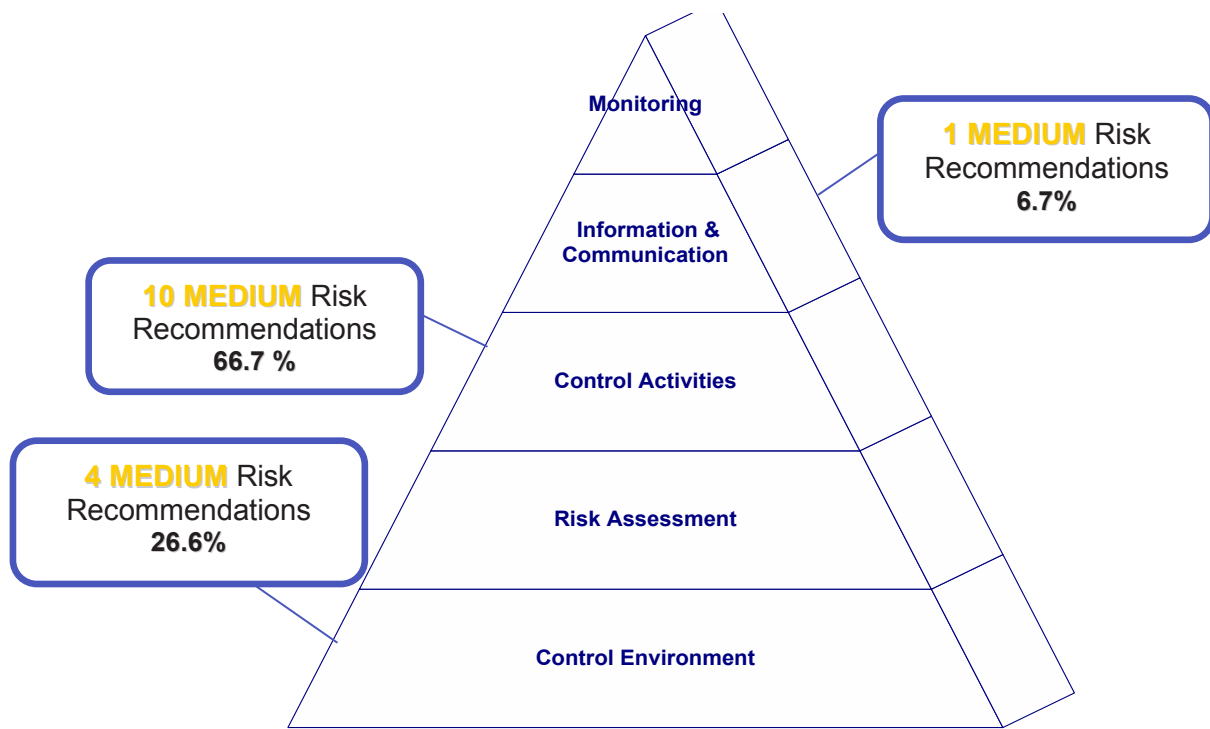 Monitoring
1 MEDIUM Risk
Recommendations
6.7%
Information &
Communication
10 MEDIUM Risk
Recommendations
66.7 %
Control Activities
4 MEDIUM Risk
Recommendations
26.6%
Risk Assessment
Control Environment